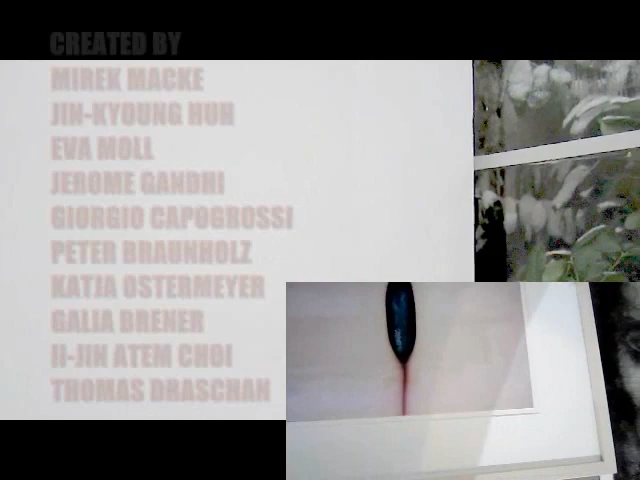 CREATED BY
MIREK MACKE
JIN-KYOUNG HUH
EVA MOLL
JEROME GANDHI
GIORGIO CAPOGROSSI
PETER BRAUNHOLZ
KATJA OSTERMEYER
GALIA BRENER
II-JIN ATEM CHOI
THOMAS DRASCHAN